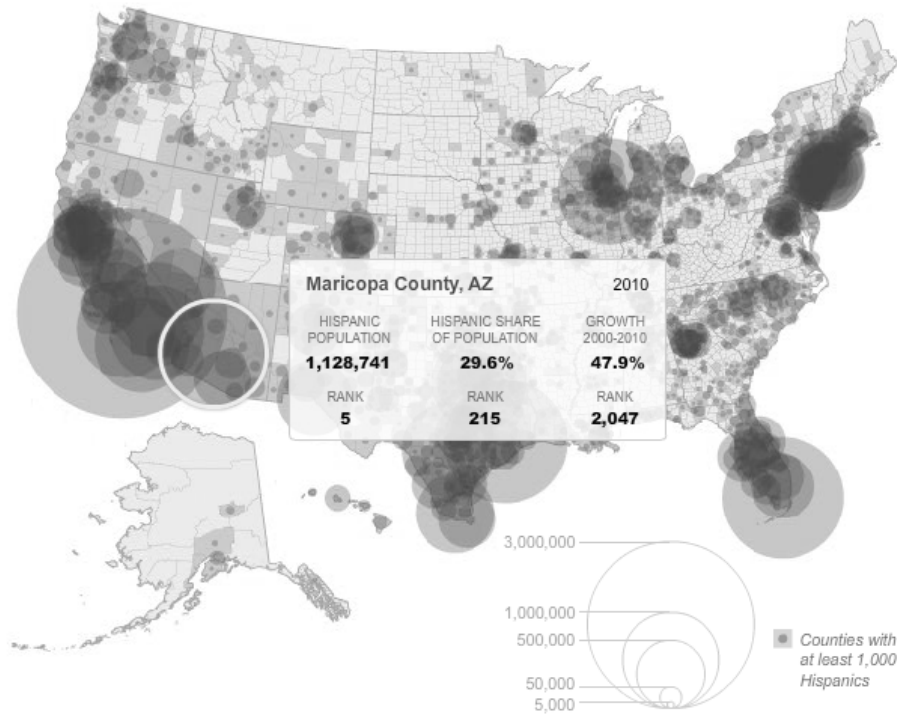 Maricopa County, AZ 2010
HISPANIC POPULATION HISPANIC SHARE OF POPULATION GROWTH 2000-2010
1,128,741 29.6% 47.9%
RANK RANK RANK
5 215 2,047
3,000,000
1,000,000
500,000
50,000
5,000
Counties with
at least 1,000
Hispanics